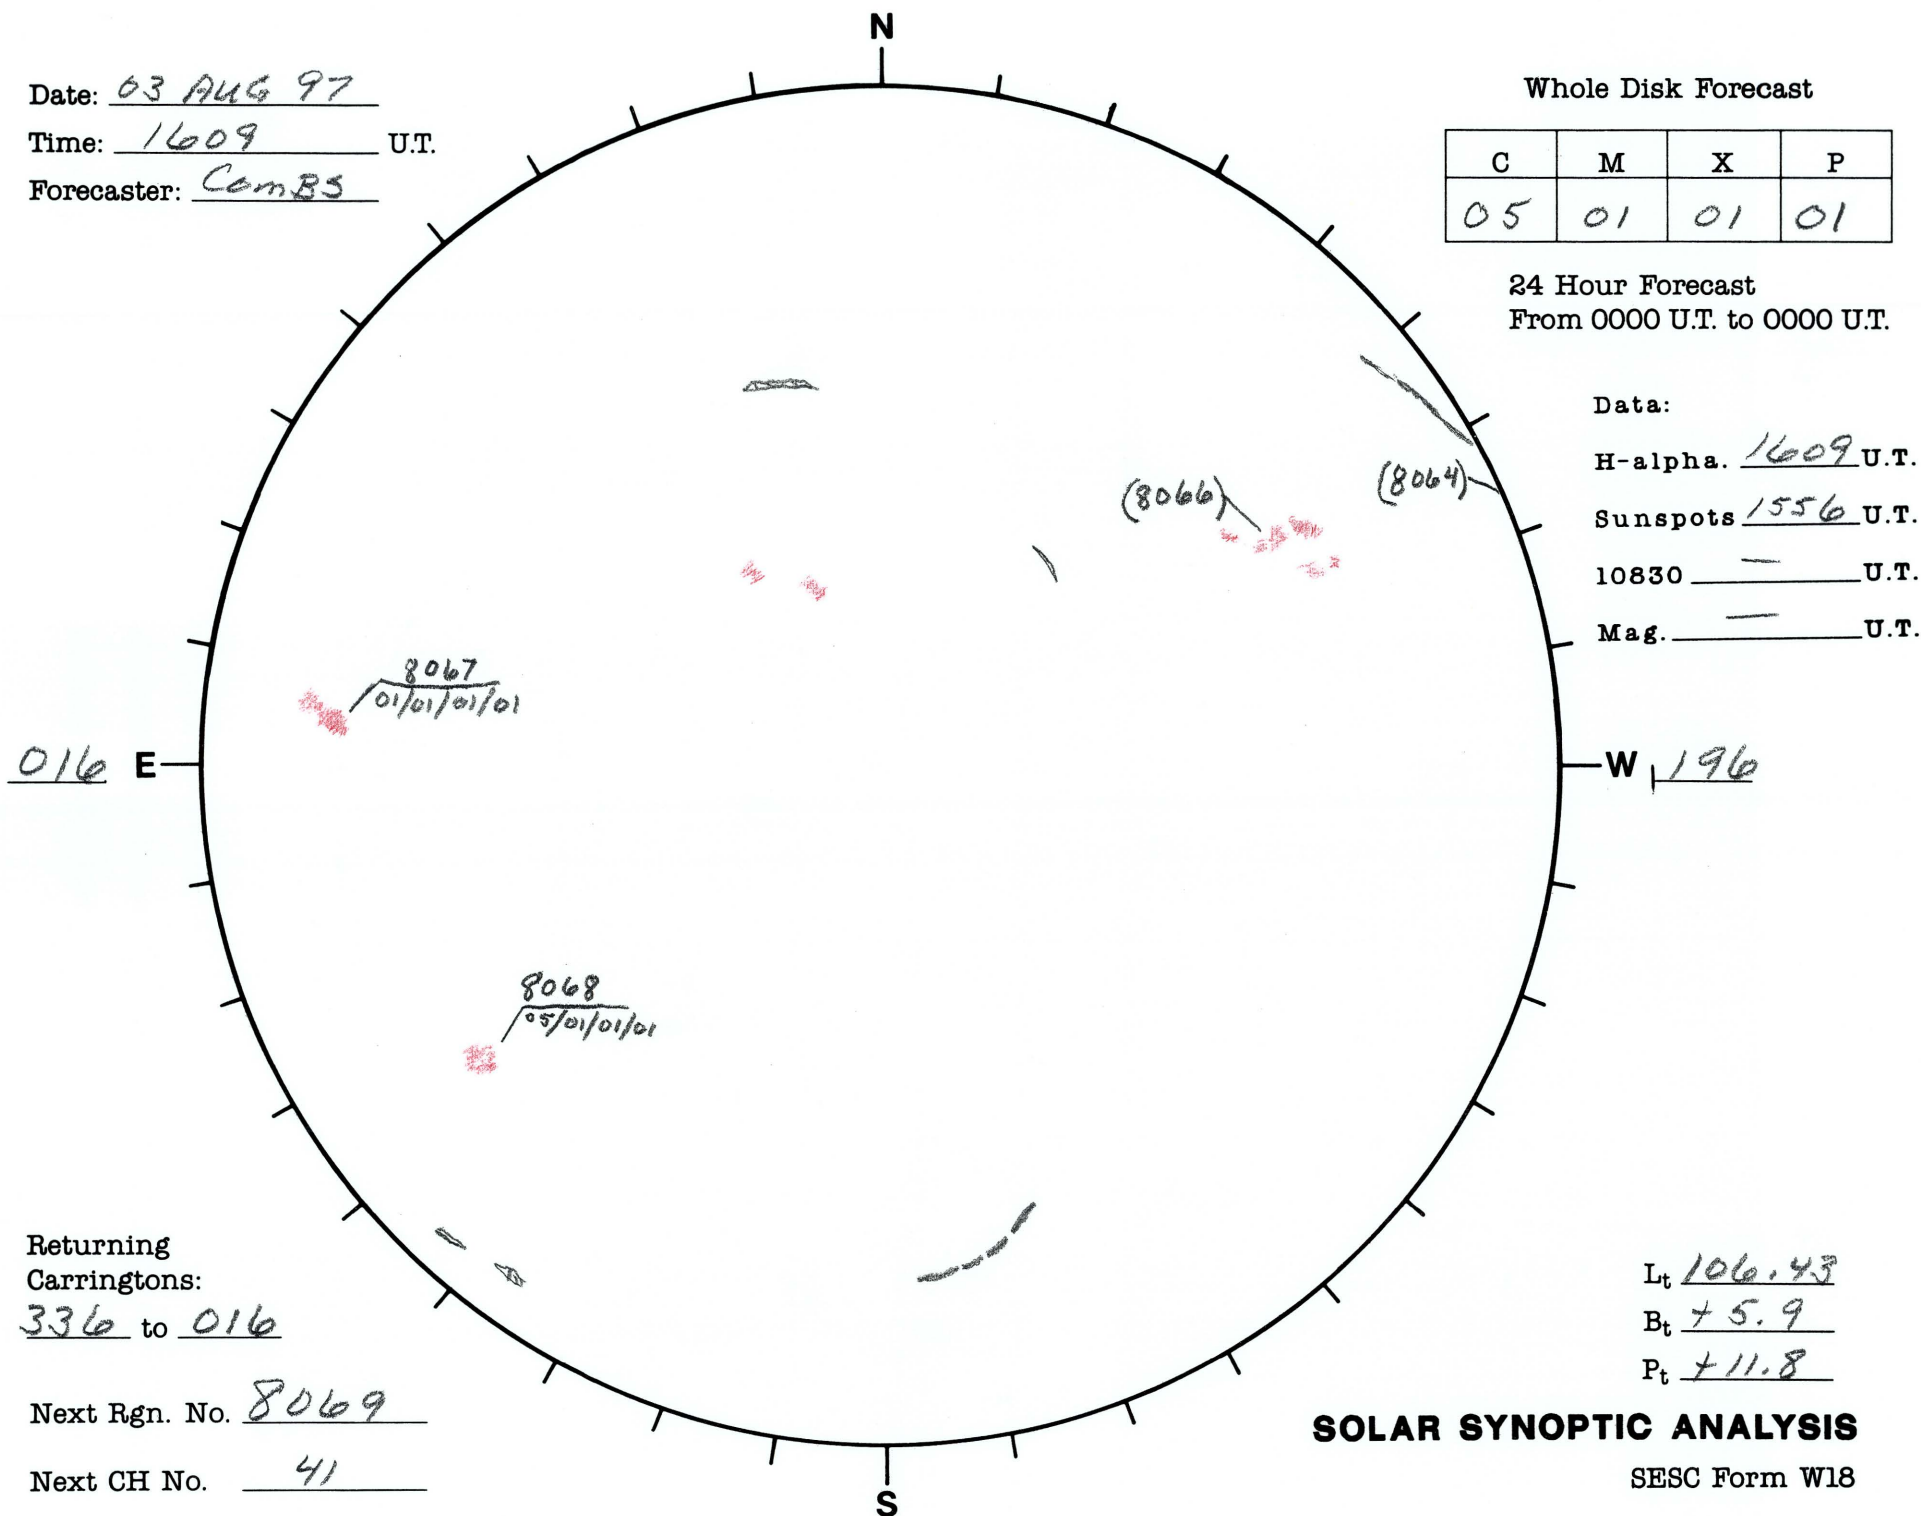 N
Date: 03 AUG 97
Time: 1609 U.T.
Forecaster: ComBS
Whole Disk Forecast
C M X P
05 01 01 01
24 Hour Forecast
From 0000 U.T. to 0000 U.T.
Data:
H-alpha. 1609 U.T.
Sunspots 1556 U.T.
10830 — U.T.
Mag. — U.T.
(8066)
(8064)
8067
01/01/01/01
016 E
W 196
8068
05/01/01/01
Returning
Carringtons:
336 to 016
Next Rgn. No. 8069
Next CH No. 41
Lt 106.43
Bt +5.9
Pt +11.8
SOLAR SYNOPTIC ANALYSIS
SESC Form W18
S